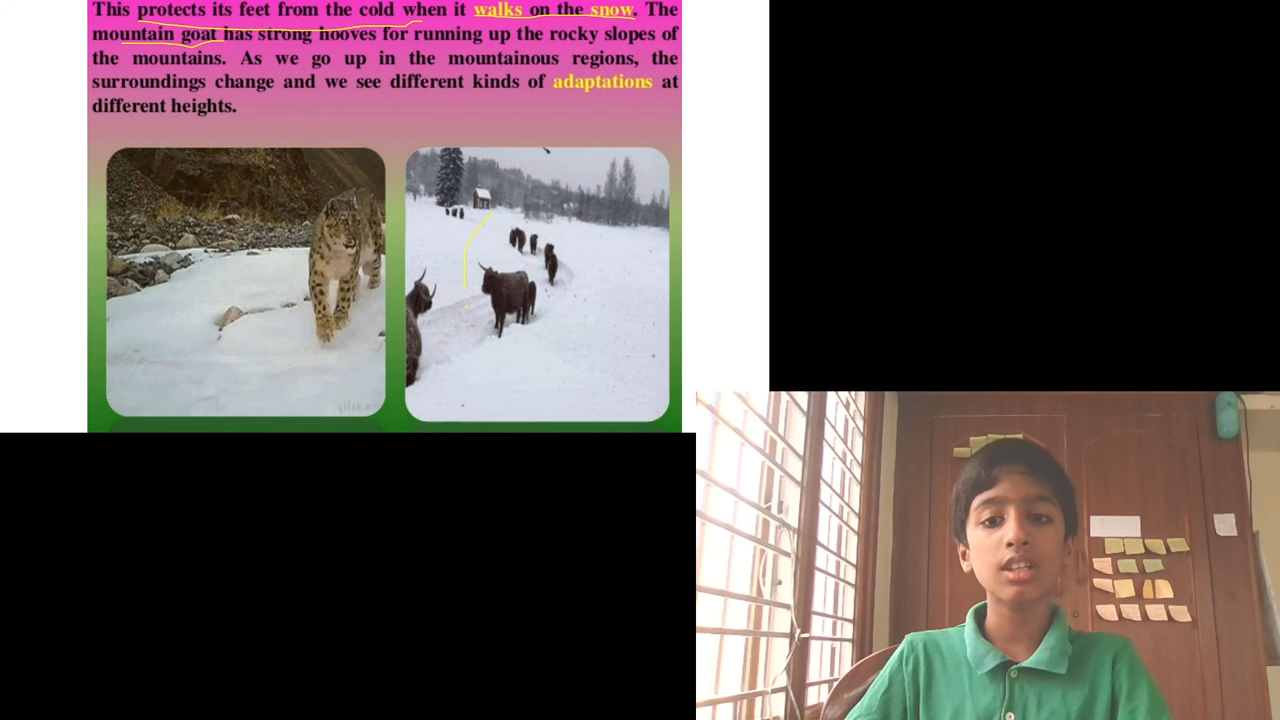 This protects its feet from the cold when it walks on the snow. The
mountain goat has strong hooves for running up the rocky slopes of
the mountains. As we go up in the mountainous regions, the
surroundings change and we see different kinds of adaptations at
different heights.